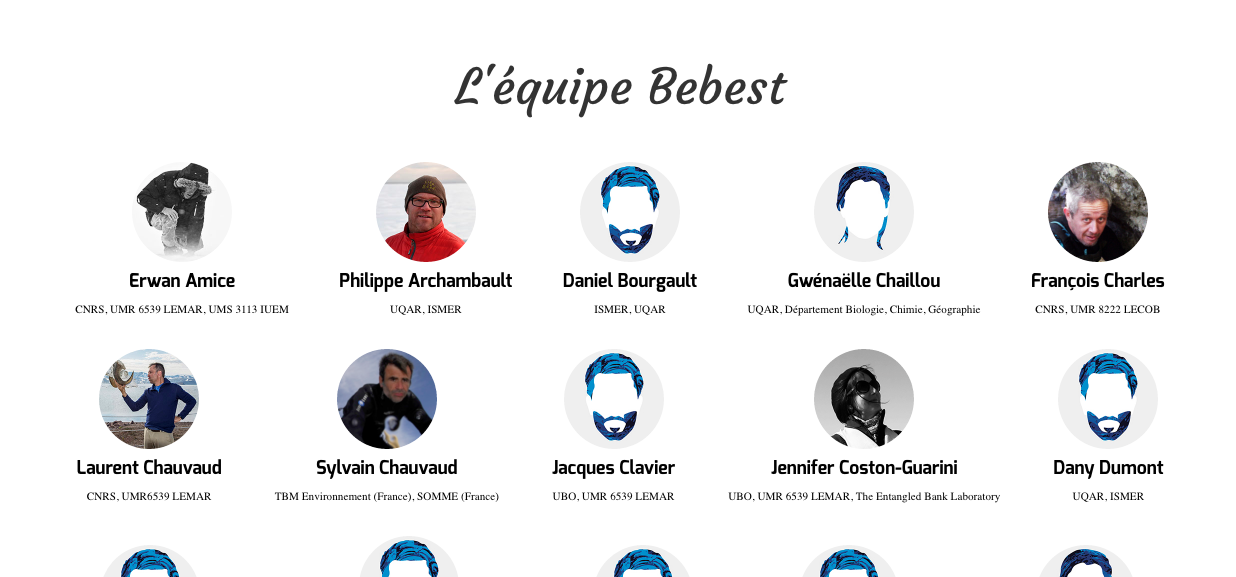 L'équipe Bebest
Erwan Amice
CNRS, UMR 6539 LEMAR, UMS 3113 IUEM
Philippe Archambault
UQAR, ISMER
Daniel Bourgault
ISMER, UQAR
Gwénaëlle Chaillou
UQAR, Département Biologie, Chimie, Géographie
François Charles
CNRS, UMR 8222 LECOB
Laurent Chauvaud
CNRS, UMR6539 LEMAR
Sylvain Chauvaud
TBM Environnement (France), SOMME (France)
Jacques Clavier
UBO, UMR 6539 LEMAR
Jennifer Coston-Guarini
UBO, UMR 6539 LEMAR, The Entangled Bank Laboratory
Dany Dumont
UQAR, ISMER